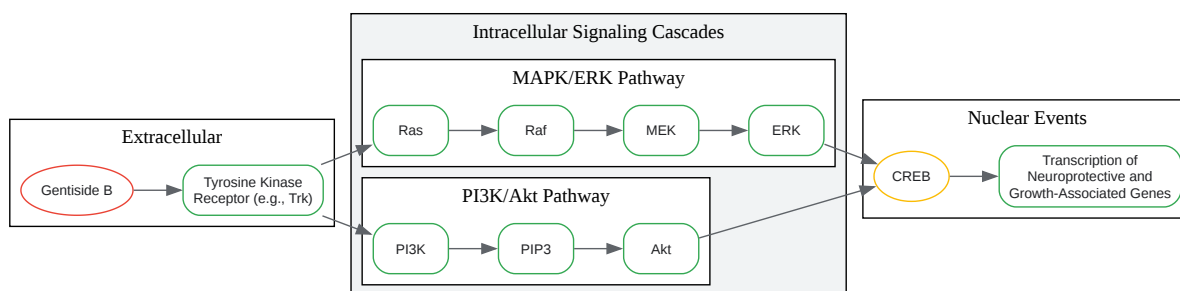 Intracellular Signaling Cascades
MAPK/ERK Pathway
Ras
Raf
MEK
ERK
Extracellular
Gentiside B
Tyrosine Kinase
Receptor (e.g., Trk)
PI3K/Akt Pathway
PI3K
PIP3
Akt
Nuclear Events
CREB
Transcription of
Neuroprotective and
Growth-Associated Genes